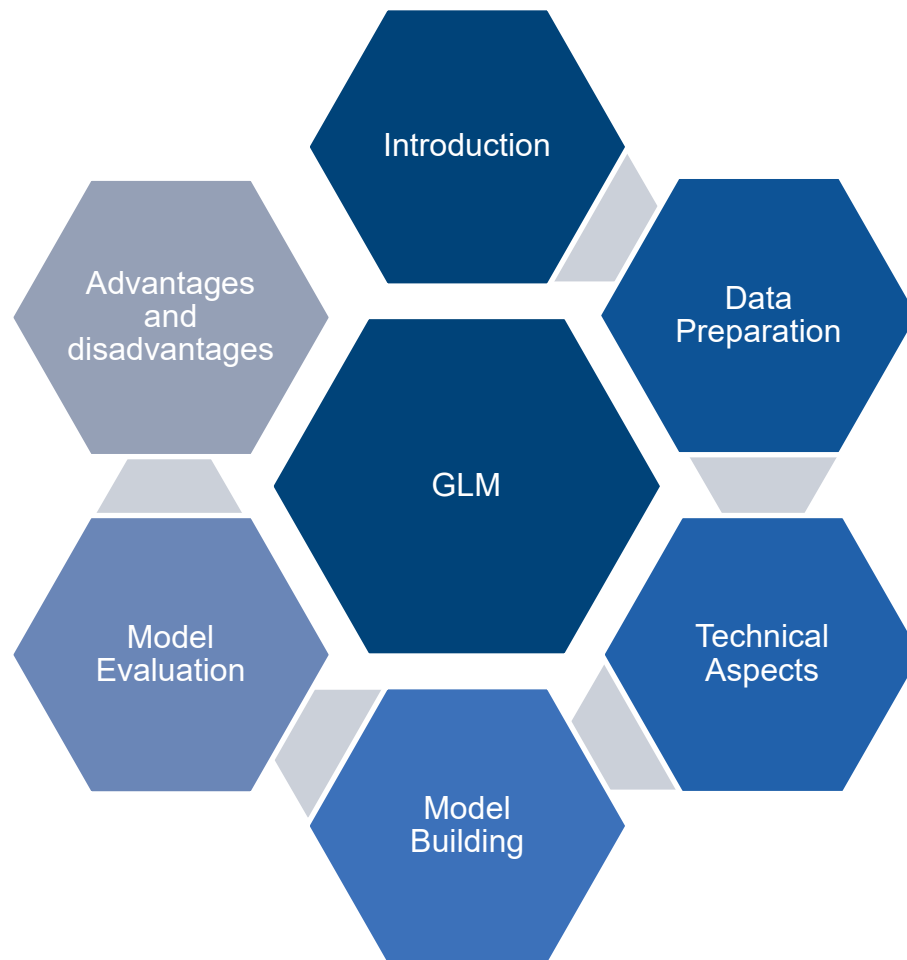 Introduction
Data
Preparation
Technical
Aspects
Model
Building
Model
Evaluation
Advantages
and
disadvantages
GLM